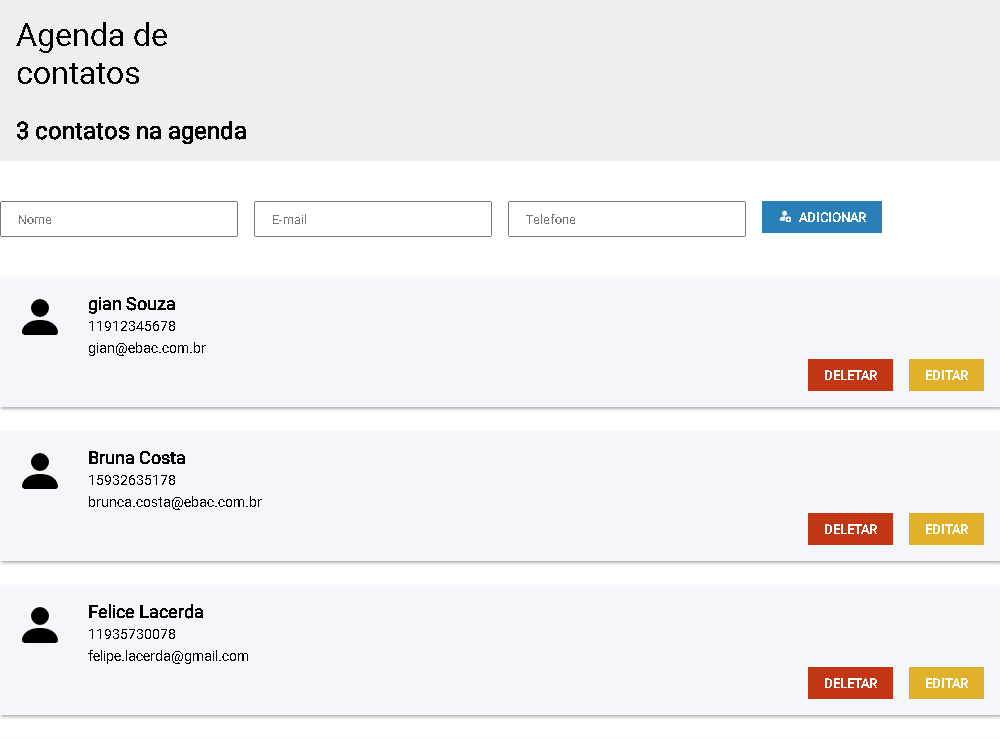 Agenda de
contatos
3 contatos na agenda
Nome
E-mail
Telefone
ADICIONAR
gian Souza
11912345678
gian@ebac.com.br
DELETAR
EDITAR
Bruna Costa
15932635178
brunca.costa@ebac.com.br
DELETAR
EDITAR
Felice Lacerda
11935730078
felipe.lacerda@gmail.com
DELETAR
EDITAR